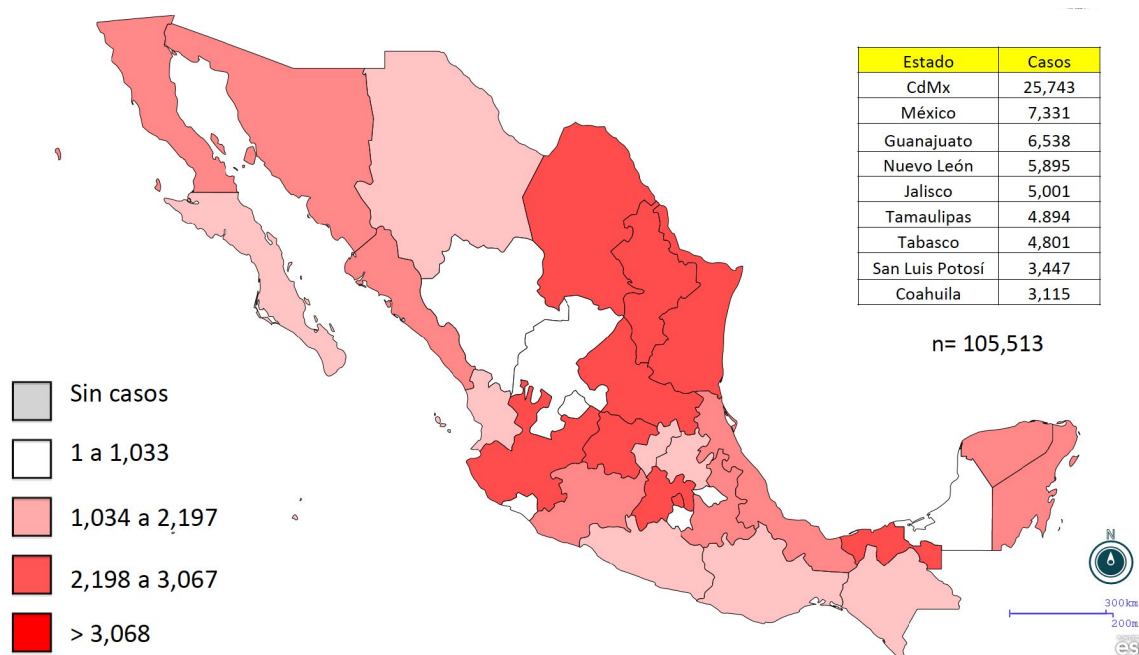 Estado Casos
CdMx 25,743
México 7,331
Guanajuato 6,538
Nuevo León 5,895
Jalisco 5,001
Tamaulipas 4.894
Tabasco 4,801
San Luis Potosí 3,447
Coahuila 3,115
n= 105,513
Sin casos
1 a 1,033
1,034 a 2,197
2,198 a 3,067
> 3,068
N
300km
200m
es